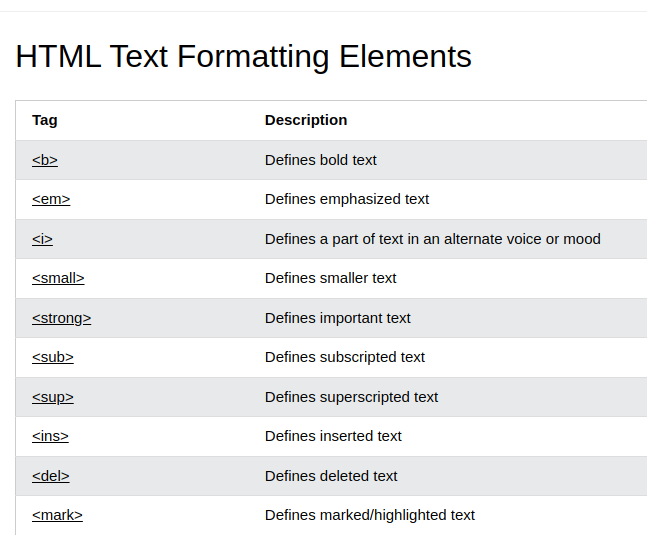 HTML Text Formatting Elements
Tag Description
<b> Defines bold text
<em> Defines emphasized text
<i> Defines a part of text in an alternate voice or mood
<small> Defines smaller text
<strong> Defines important text
<sub> Defines subscripted text
<sup> Defines superscripted text
<ins> Defines inserted text
<del> Defines deleted text
<mark> Defines marked/highlighted text